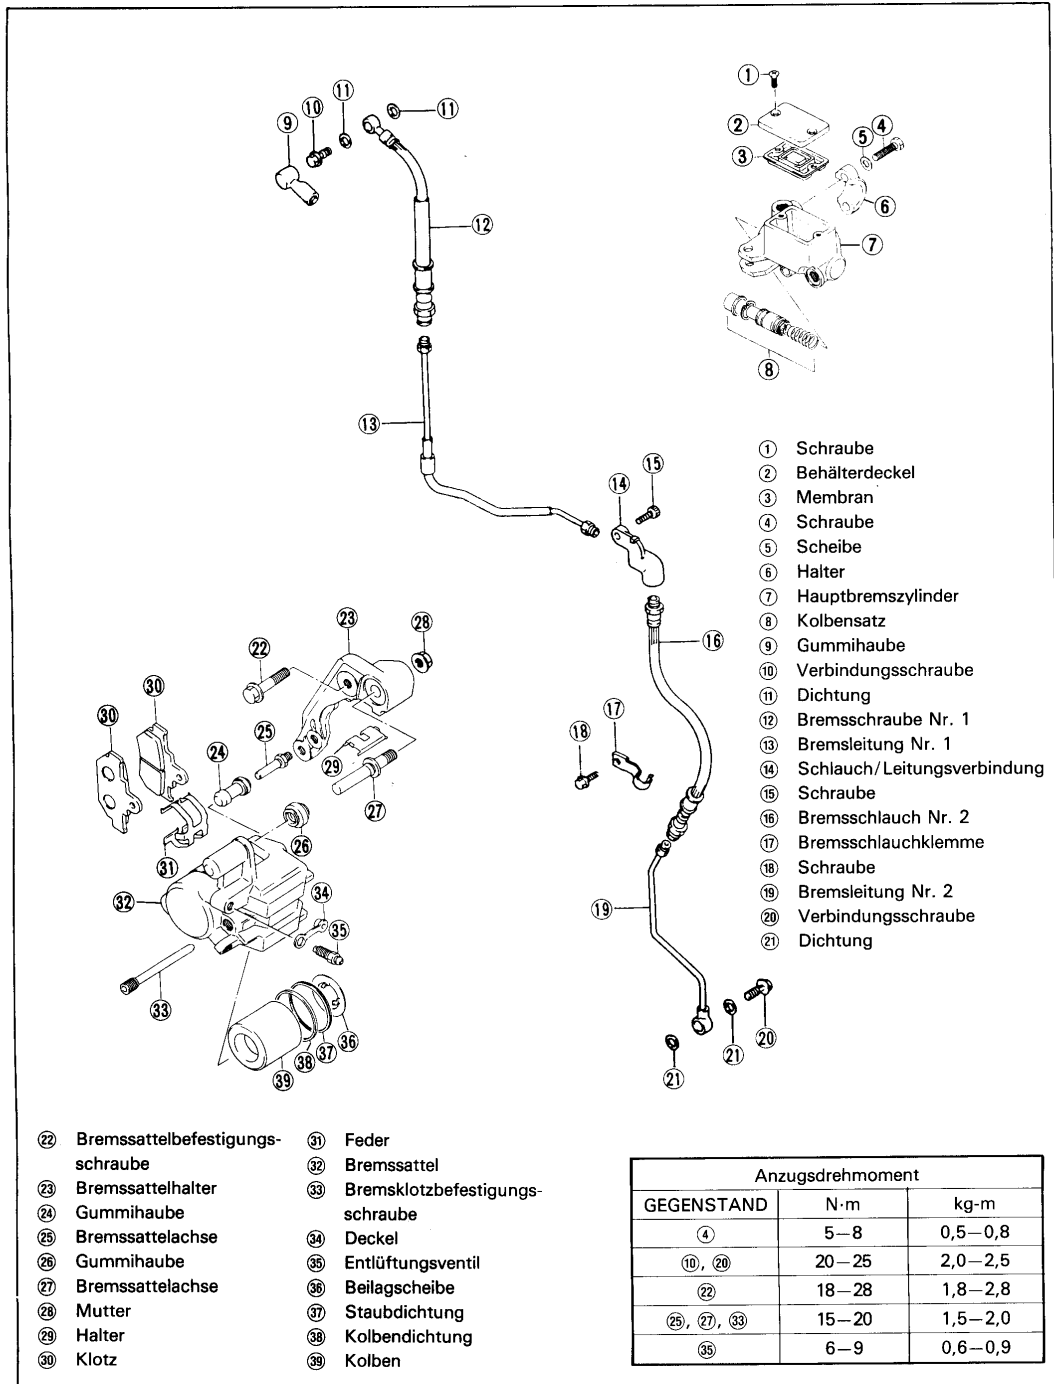 ① Schraube
② Behälterdeckel
③ Membran
④ Schraube
⑤ Scheibe
⑥ Halter
⑦ Hauptbremszylinder
⑧ Kolbensatz
⑨ Gummihaube
⑩ Verbindungsschraube
⑪ Dichtung
⑫ Bremsschraube Nr. 1
⑬ Bremsleitung Nr. 1
⑭ Schlauch/Leitungsverbindung
⑮ Schraube
⑯ Bremsschlauch Nr. 2
⑰ Bremsschlauchklemme
⑱ Schraube
⑲ Bremsleitung Nr. 2
⑳ Verbindungsschraube
㉑ Dichtung
㉒ Bremssattelbefestigungs-
schraube
㉓ Bremssattelhalter
㉔ Gummihaube
㉕ Bremssattelachse
㉖ Gummihaube
㉗ Bremssattelachse
㉘ Mutter
㉙ Halter
㉚ Klotz
㉛ Feder
㉜ Bremssattel
㉝ Bremsklotzbefestigungs-
schraube
㉞ Deckel
㉟ Entlüftungsventil
㊱ Beilagscheibe
㊲ Staubdichtung
㊳ Kolbendichtung
㊴ Kolben
Anzugsdrehmoment
GEGENSTAND N·m kg-m
④ 5—8 0,5—0,8
⑩, ⑳ 20—25 2,0—2,5
㉒ 18—28 1,8—2,8
㉕, ㉗, ㉝ 15—20 1,5—2,0
㉟ 6—9 0,6—0,9
① ② ③ ④ ⑤ ⑥ ⑦ ⑧
⑨ ⑩ ⑪ ⑪ ⑫ ⑬ ⑭ ⑮ ⑯ ⑰ ⑱ ⑲ ⑳ ㉑ ㉑
㉒ ㉓ ㉔ ㉕ ㉖ ㉗ ㉘ ㉙ ㉚ ㉚ ㉛ ㉜ ㉝ ㉞ ㉟ ㊱ ㊲ ㊳ ㊴